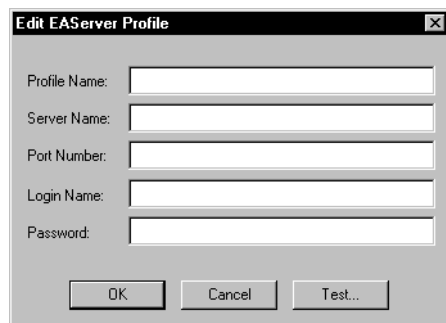 Edit EAServer Profile
Profile Name:
Server Name:
Port Number:
Login Name:
Password:
OK Cancel Test...